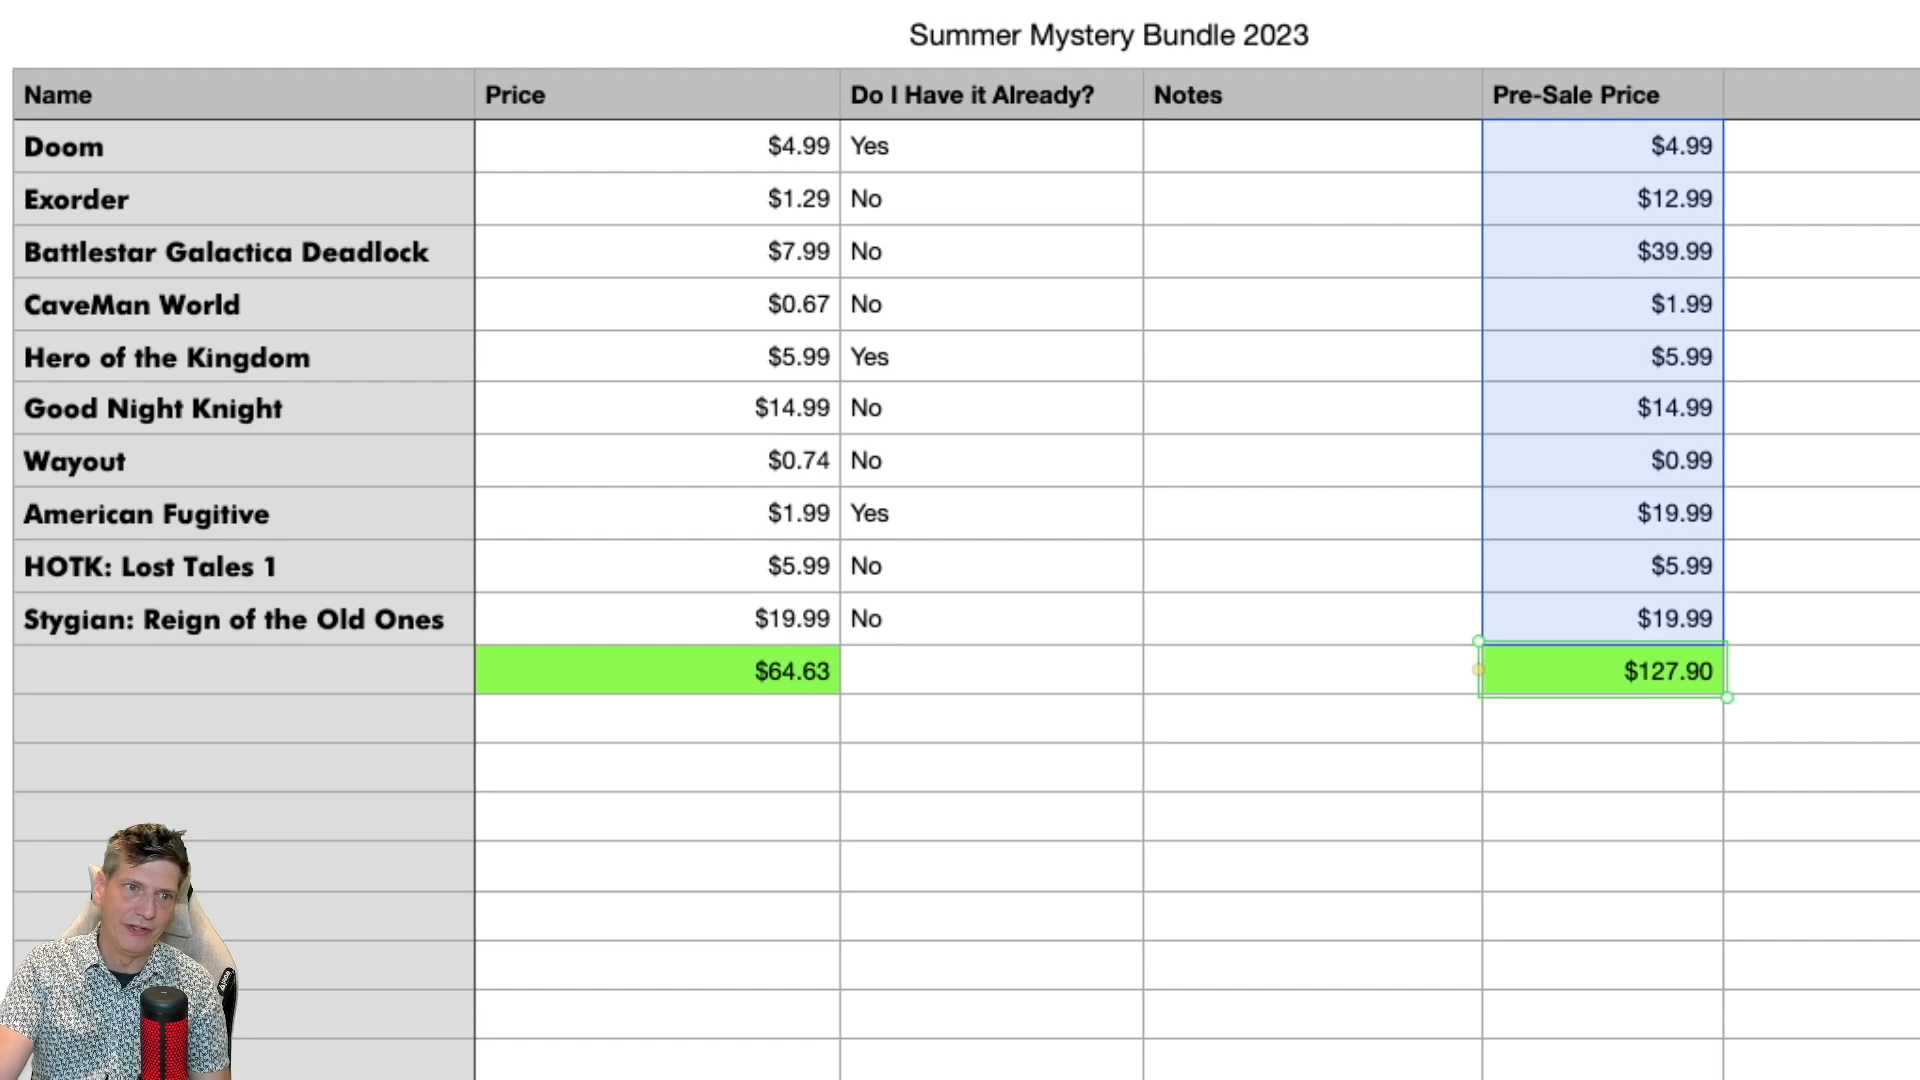 Summer Mystery Bundle 2023
Name Price Do I Have it Already? Notes Pre-Sale Price
Doom $4.99 Yes $4.99
Exorder $1.29 No $12.99
Battlestar Galactica Deadlock $7.99 No $39.99
CaveMan World $0.67 No $1.99
Hero of the Kingdom $5.99 Yes $5.99
Good Night Knight $14.99 No $14.99
Wayout $0.74 No $0.99
American Fugitive $1.99 Yes $19.99
HOTK: Lost Tales 1 $5.99 No $5.99
Stygian: Reign of the Old Ones $19.99 No $19.99
$64.63 $127.90